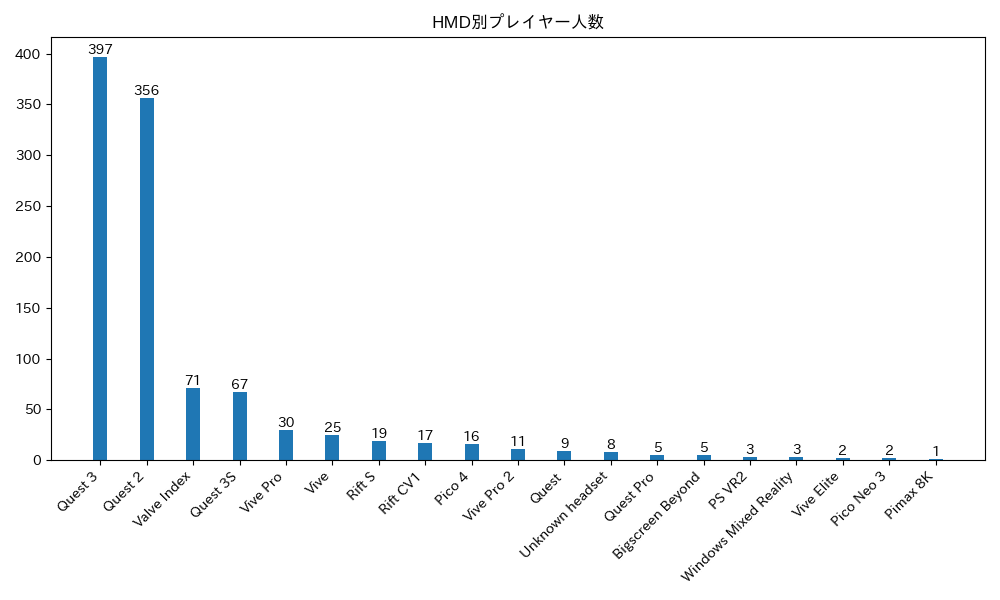 HMD別プレイヤー人数
400
350
300
250
200
150
100
50
0
397
356
71
67
30
25
19
17
16
11
9
8
5
5
3
3
2
2
1
Quest 3
Quest 2
Valve Index
Quest 3S
Vive Pro
Vive
Rift S
Rift CV1
Pico 4
Vive Pro 2
Quest
Unknown headset
Quest Pro
Bigscreen Beyond
PS VR2
Windows Mixed Reality
Vive Elite
Pico Neo 3
Pimax 8K